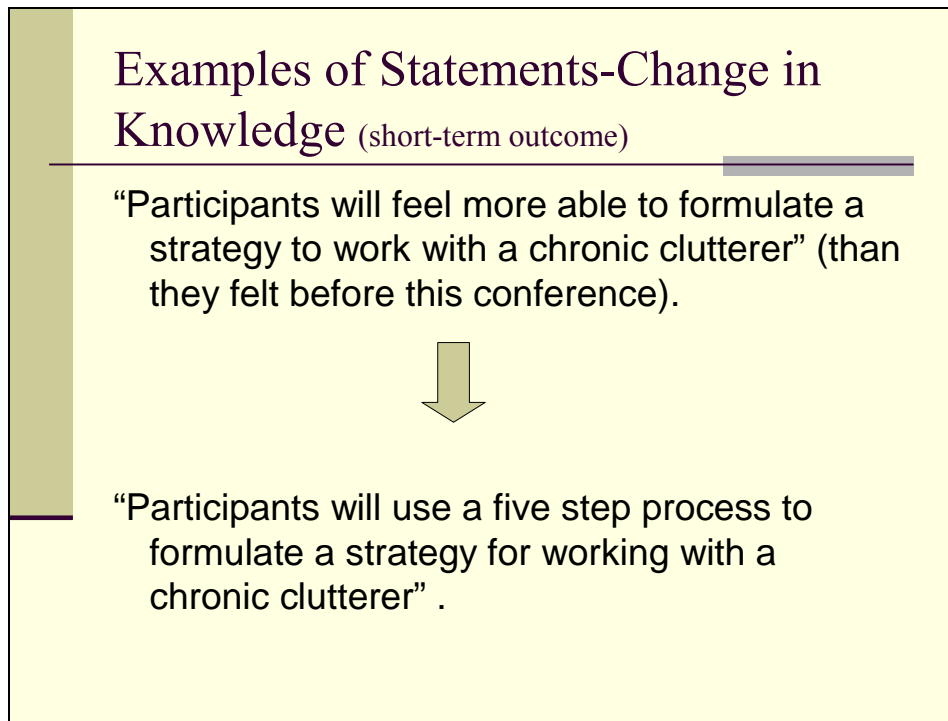 Examples of Statements-Change in
Knowledge (short-term outcome)
“Participants will feel more able to formulate a
strategy to work with a chronic clutterer” (than
they felt before this conference).
“Participants will use a five step process to
formulate a strategy for working with a
chronic clutterer” .